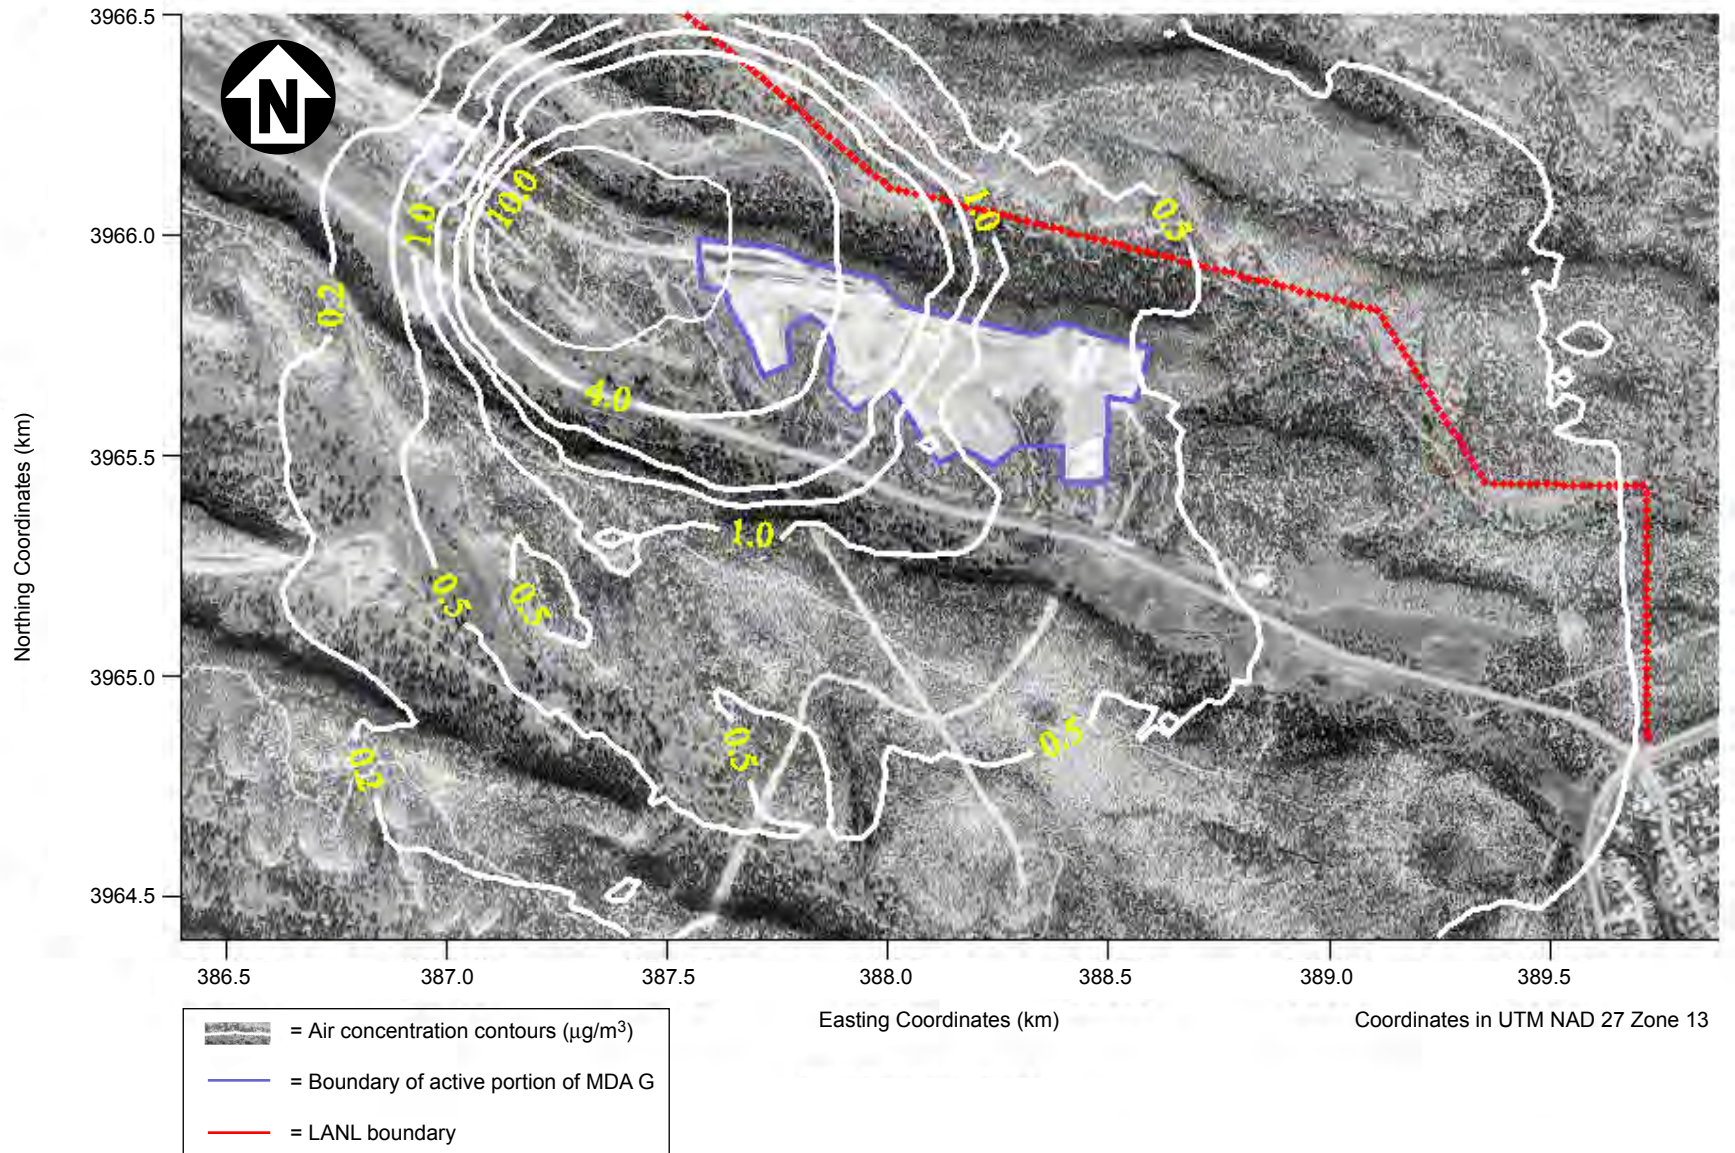 3966.5
N
10.0
1.0
1.0
0.5
3966.0
0.2
4.0
3965.5
1.0
0.5
0.5
3965.0
0.5
0.5
0.2
3964.5
Northing Coordinates (km)
386.5 387.0 387.5 388.0 388.5 389.0 389.5
Easting Coordinates (km)
Coordinates in UTM NAD 27 Zone 13
= Air concentration contours (μg/m³)
= Boundary of active portion of MDA G
= LANL boundary